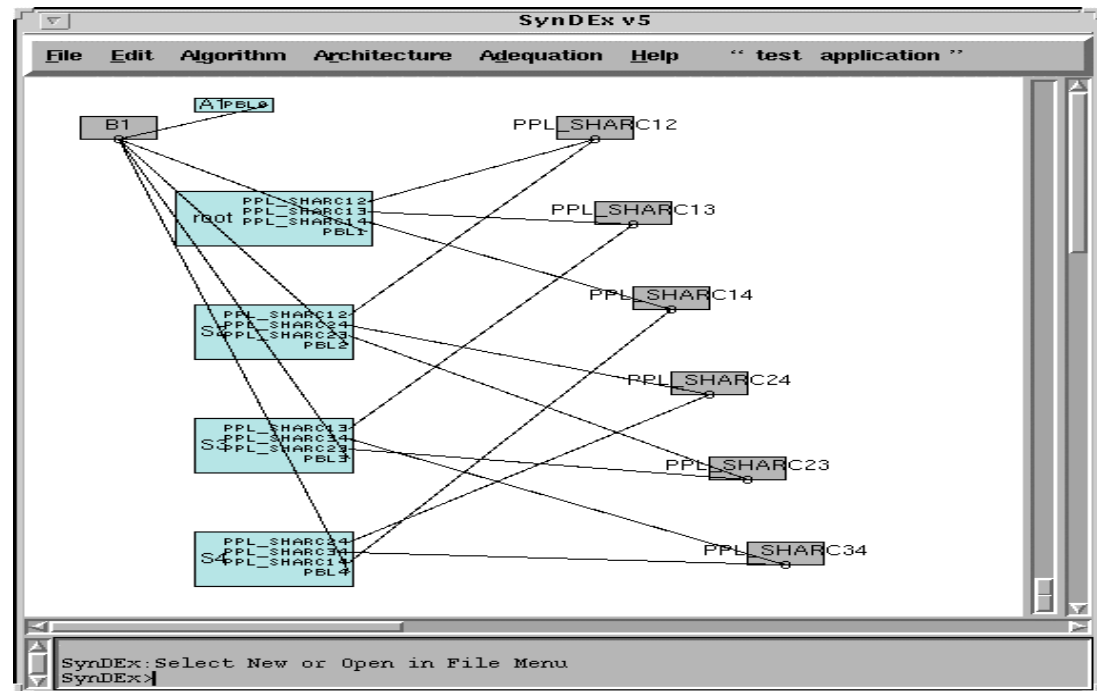 SynDEx v5
File Edit Algorithm Architecture Adequation Help “ test application ”
A1 PBL0
B1
PPL_SHARC12
root
PPL_SHARC12
PPL_SHARC13
PPL_SHARC14
PBL1
PPL_SHARC13
PPL_SHARC14
S2
PPL_SHARC12
PPL_SHARC24
PPL_SHARC23
PBL2
PPL_SHARC24
S3
PPL_SHARC13
PPL_SHARC34
PPL_SHARC23
PBL3
PPL_SHARC23
S4
PPL_SHARC24
PPL_SHARC34
PPL_SHARC14
PBL4
PPL_SHARC34
SynDEx:Select New or Open in File Menu
SynDEx>